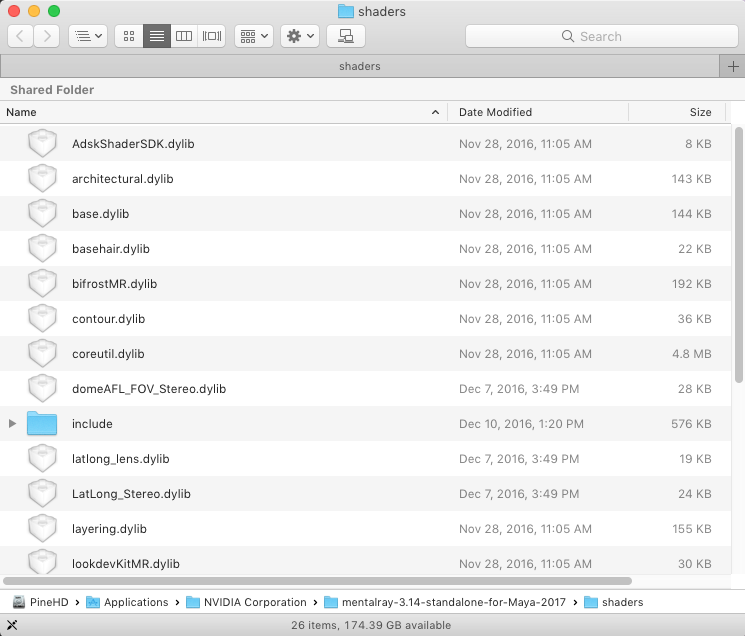 shaders
Search
shaders
Shared Folder
Name Date Modified Size
AdskShaderSDK.dylib Nov 28, 2016, 11:05 AM 8 KB
architectural.dylib Nov 28, 2016, 11:05 AM 143 KB
base.dylib Nov 28, 2016, 11:05 AM 144 KB
basehair.dylib Nov 28, 2016, 11:05 AM 22 KB
bifrostMR.dylib Nov 28, 2016, 11:05 AM 192 KB
contour.dylib Nov 28, 2016, 11:05 AM 36 KB
coreutil.dylib Nov 28, 2016, 11:05 AM 4.8 MB
domeAFL_FOV_Stereo.dylib Dec 7, 2016, 3:49 PM 28 KB
include Dec 10, 2016, 1:20 PM 576 KB
latlong_lens.dylib Dec 7, 2016, 3:49 PM 19 KB
LatLong_Stereo.dylib Dec 7, 2016, 3:49 PM 24 KB
layering.dylib Nov 28, 2016, 11:05 AM 155 KB
lookdevKitMR.dylib Nov 28, 2016, 11:05 AM 30 KB
PineHD › Applications › NVIDIA Corporation › mentalray-3.14-standalone-for-Maya-2017 › shaders
26 items, 174.39 GB available